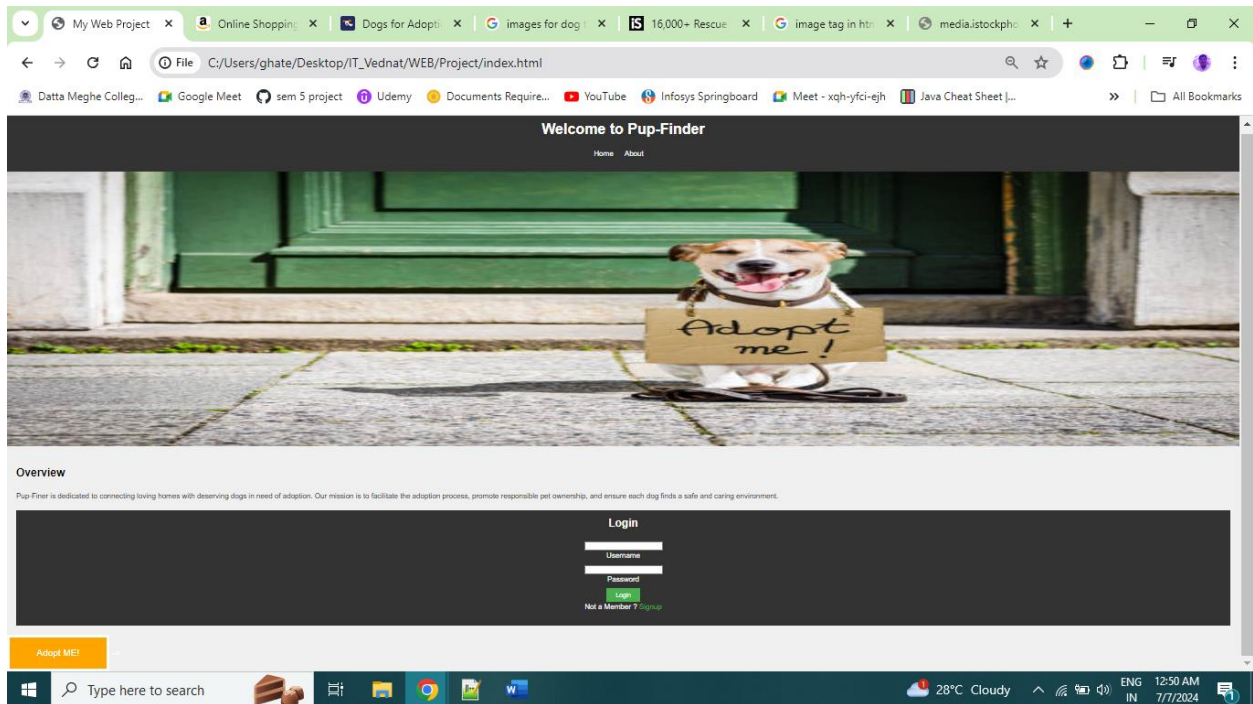 My Web Project
Online Shopping
Dogs for Adopti
images for dog
16,000+ Rescue
image tag in htm
media.istockpho
File C:/Users/ghate/Desktop/IT_Vednat/WEB/Project/index.html
Datta Meghe Colleg... Google Meet sem 5 project Udemy Documents Require... YouTube Infosys Springboard Meet - xqh-yfci-ejh Java Cheat Sheet |... » All Bookmarks
Welcome to Pup-Finder
Home About
Adopt
me !
Overview
Pup-Finer is dedicated to connecting loving homes with deserving dogs in need of adoption. Our mission is to facilitate the adoption process, promote responsible pet ownership, and ensure each dog finds a safe and caring environment.
Login
Username
Password
Login
Not a Member ? Signup
Adopt ME!
Type here to search
28°C Cloudy
ENG
IN
12:50 AM
7/7/2024